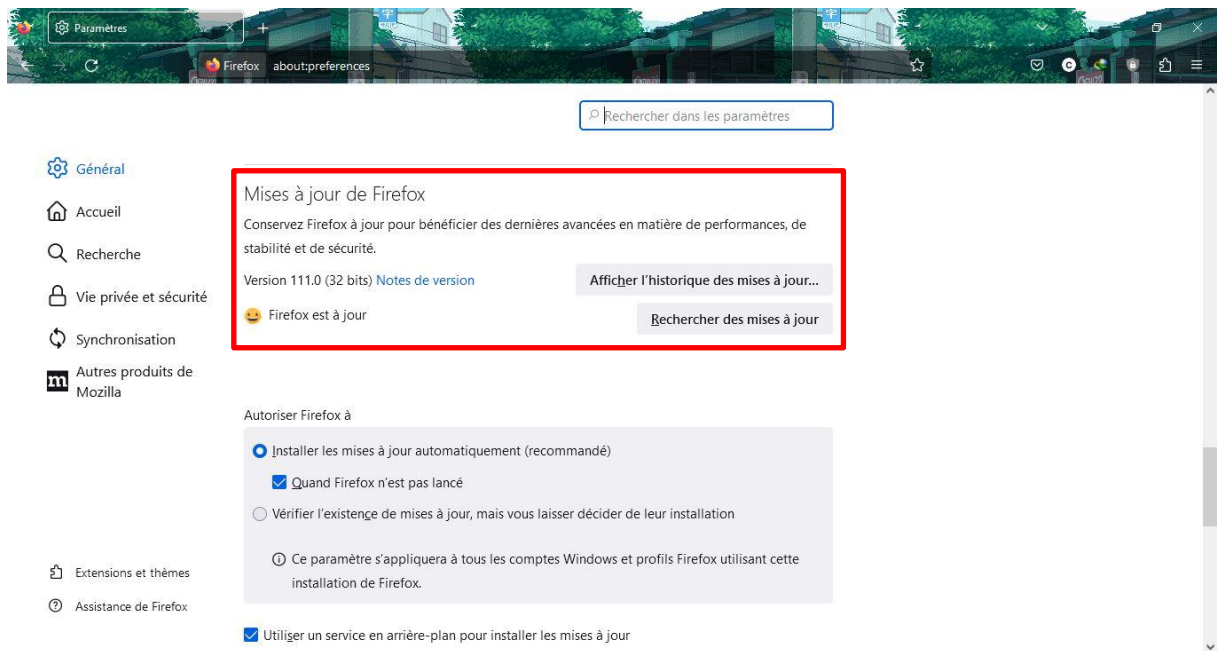 Paramètres
Firefox about:preferences
Rechercher dans les paramètres
Général
Accueil
Recherche
Vie privée et sécurité
Synchronisation
Autres produits de
Mozilla
Extensions et thèmes
Assistance de Firefox
Mises à jour de Firefox
Conservez Firefox à jour pour bénéficier des dernières avancées en matière de performances, de
stabilité et de sécurité.
Version 111.0 (32 bits) Notes de version
Afficher l'historique des mises à jour...
Firefox est à jour
Rechercher des mises à jour
Autoriser Firefox à
Installer les mises à jour automatiquement (recommandé)
Quand Firefox n'est pas lancé
Vérifier l'existence de mises à jour, mais vous laisser décider de leur installation
Ce paramètre s'appliquera à tous les comptes Windows et profils Firefox utilisant cette
installation de Firefox.
Utiliser un service en arrière-plan pour installer les mises à jour